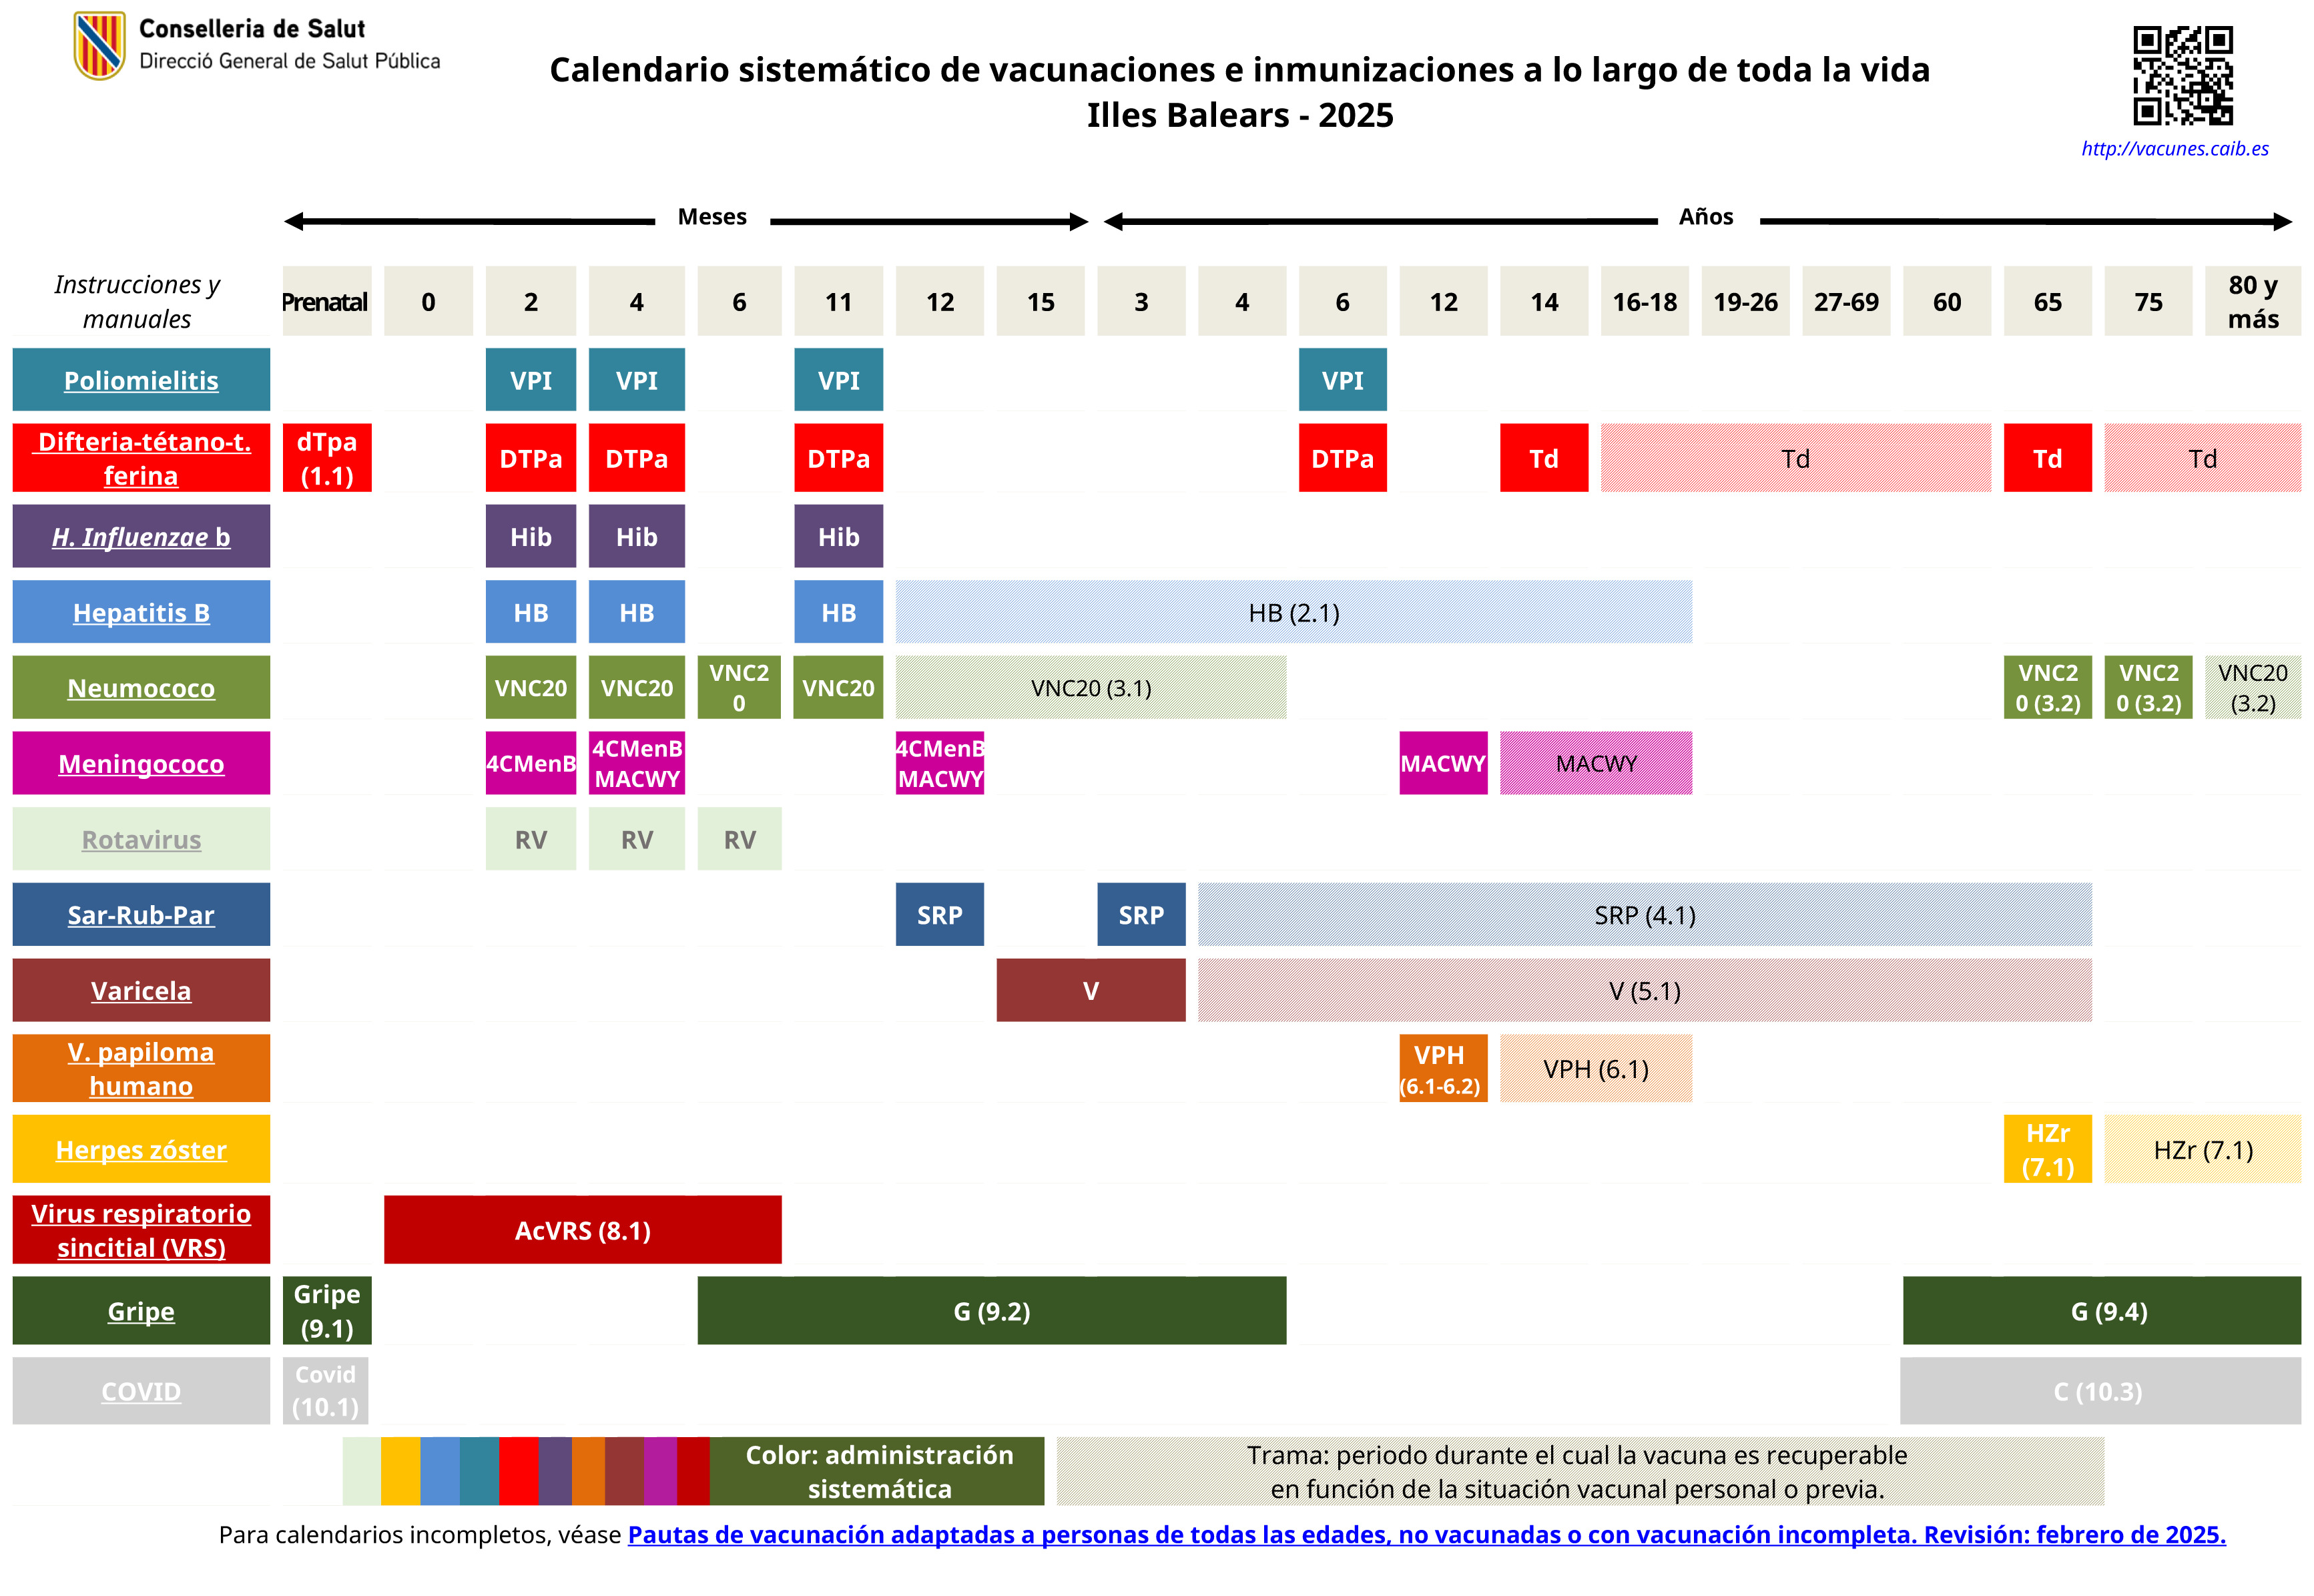 Conselleria de Salut
Direcció General de Salut Pública
Calendario sistemático de vacunaciones e inmunizaciones a lo largo de toda la vida
Illes Balears - 2025
http://vacunes.caib.es
Meses
Años
Instrucciones y
manuales
Prenatal 0 2 4 6 11 12 15 3 4 6 12 14 16-18 19-26 27-69 60 65 75 80 y
más
Poliomielitis VPI VPI VPI VPI
Difteria-tétano-t.
ferina
dTpa
(1.1)
DTPa DTPa DTPa DTPa Td Td Td Td
H. Influenzae b Hib Hib Hib
Hepatitis B HB HB HB HB (2.1)
Neumococo VNC20 VNC20
VNC2
0
VNC20 VNC20 (3.1)
VNC2
0 (3.2)
VNC2
0 (3.2)
VNC20
(3.2)
Meningococo 4CMenB
4CMenB
MACWY
4CMenB
MACWY
MACWY MACWY
Rotavirus RV RV RV
Sar-Rub-Par SRP SRP SRP (4.1)
Varicela V V (5.1)
V. papiloma
humano
VPH
(6.1-6.2)
VPH (6.1)
Herpes zóster
HZr
(7.1)
HZr (7.1)
Virus respiratorio
sincitial (VRS)
AcVRS (8.1)
Gripe
Gripe
(9.1)
G (9.2) G (9.4)
COVID
Covid
(10.1)
C (10.3)
Color: administración
sistemática
Trama: periodo durante el cual la vacuna es recuperable
en función de la situación vacunal personal o previa.
Para calendarios incompletos, véase Pautas de vacunación adaptadas a personas de todas las edades, no vacunadas o con vacunación incompleta. Revisión: febrero de 2025.